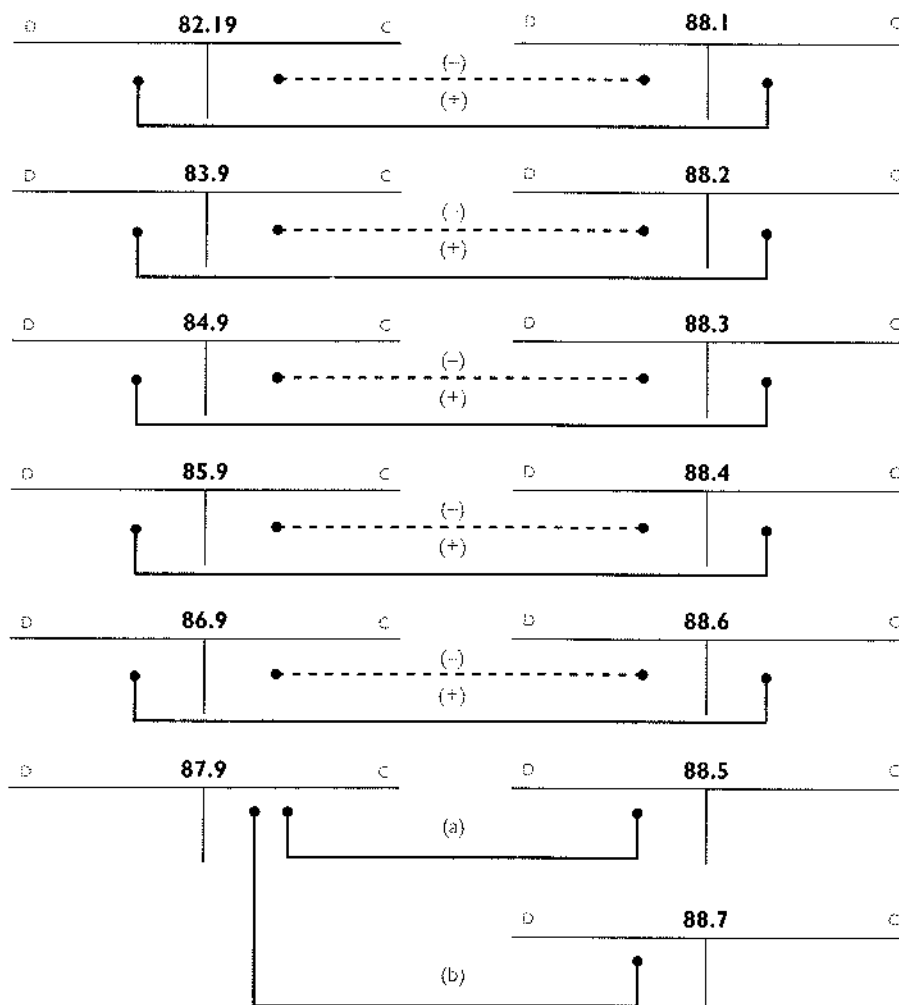 D 82.19 C D 88.1 C
(–)
(+)
D 83.9 C D 88.2 C
(–)
(+)
D 84.9 C D 88.3 C
(–)
(+)
D 85.9 C D 88.4 C
(–)
(+)
D 86.9 C D 88.6 C
(–)
(+)
D 87.9 C D 88.5 C
(a)
D 88.7 C
(b)